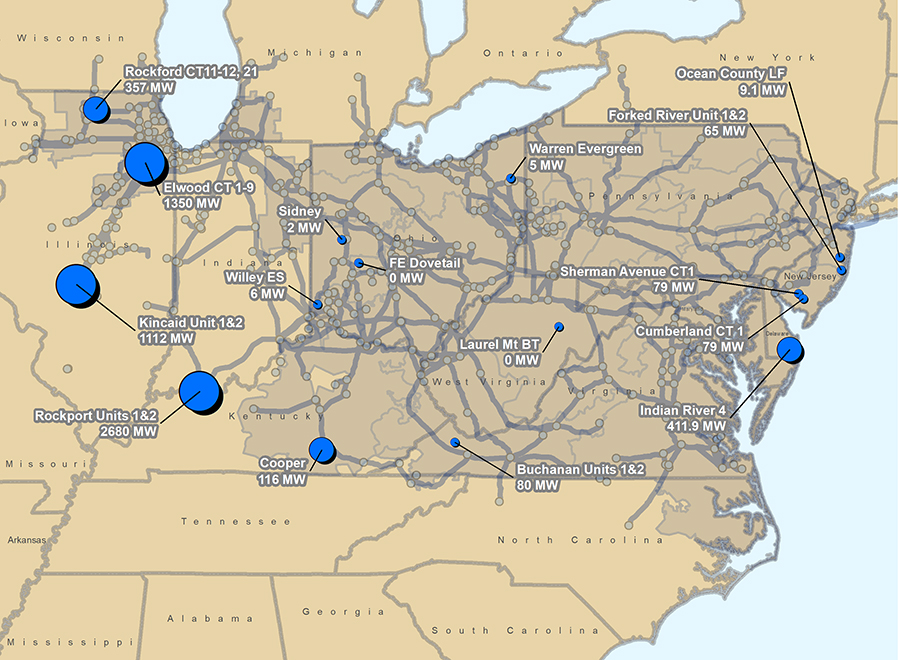 Wisconsin
Michigan
Ontario
New York
Rockford CT11-12, 21
357 MW
Ocean County LF
9.1 MW
Iowa
Forked River Unit 1&2
65 MW
Warren Evergreen
5 MW
Elwood CT 1-9
1350 MW
Pennsylvania
Sidney
2 MW
Illinois
Indiana
Ohio
FE Dovetail
0 MW
Willey ES
6 MW
Sherman Avenue CT1
79 MW
New Jersey
Kincaid Unit 1&2
1112 MW
Laurel Mt BT
0 MW
Cumberland CT 1
79 MW
Delaware
West Virginia
Virginia
Rockport Units 1&2
2680 MW
Kentucky
Indian River 4
411.9 MW
Missouri
Cooper
116 MW
Buchanan Units 1&2
80 MW
Tennessee
Arkansas
North Carolina
Mississippi
Alabama
Georgia
South Carolina